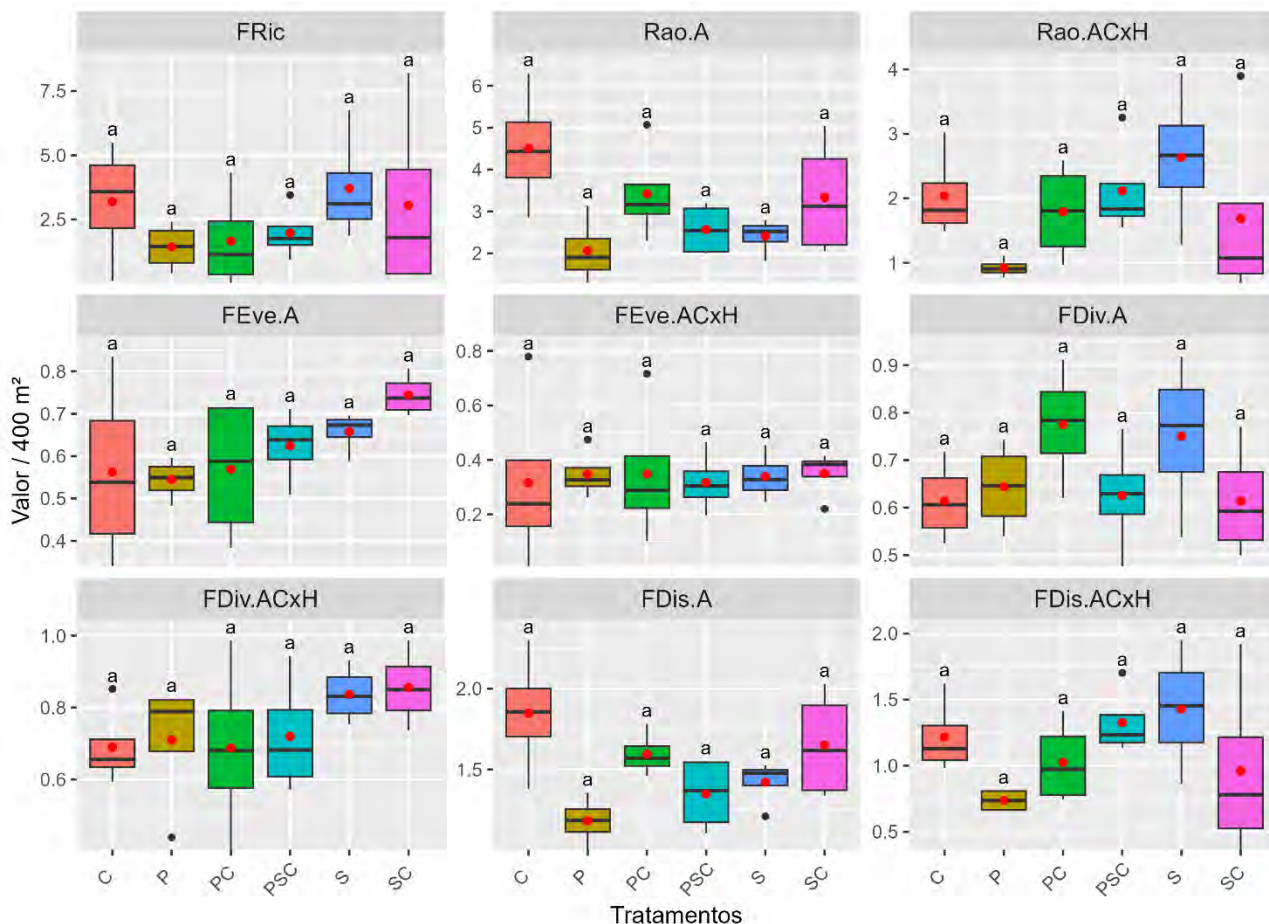 FRic Rao.A Rao.ACxH
a a a a a a
7.5
5.0
2.5
a a a a a a
6
5
4
3
2
a a a a a a
4
3
2
1
FEve.A FEve.ACxH FDiv.A
a a a a a a
0.8
0.7
0.6
0.5
0.4
a a a a a a
0.8
0.6
0.4
0.2
a a a a a a
0.9
0.8
0.7
0.6
0.5
Valor / 400 m²
FDiv.ACxH FDis.A FDis.ACxH
a a a a a a
1.0
0.8
0.6
a a a a a a
2.0
1.5
a a a a a a
2.0
1.5
1.0
0.5
C P PC PSC S SC C P PC PSC S SC C P PC PSC S SC
Tratamentos